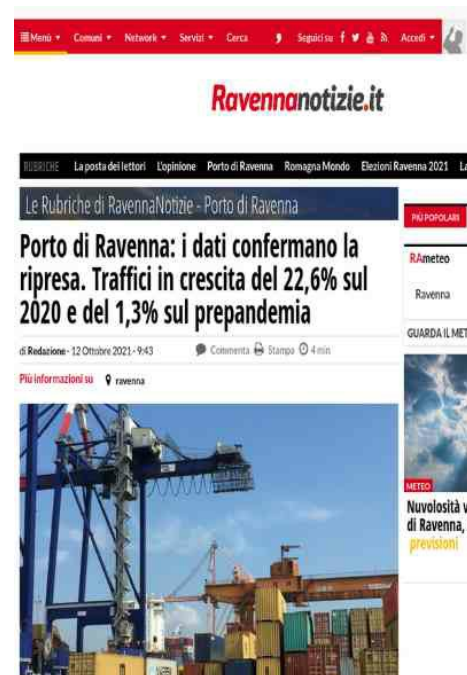 Menù Comuni Network Servizi Cerca Seguici su Accedi
Ravennanotizie.it
RUBRICHE La posta dei lettori L'opinione Porto di Ravenna Romagna Mondo Elezioni Ravenna 2021 La
Le Rubriche di RavennaNotizie - Porto di Ravenna
Porto di Ravenna: i dati confermano la
ripresa. Traffici in crescita del 22,6% sul
2020 e del 1,3% sul prepandemia
di Redazione - 12 Ottobre 2021 - 9:43 Commenta Stampa 4 min
Più informazioni su ravenna
PIÙ POPOLARI
RAmeteo
Ravenna
GUARDA IL MET
METEO
Nuvolosità v
di Ravenna,
previsioni